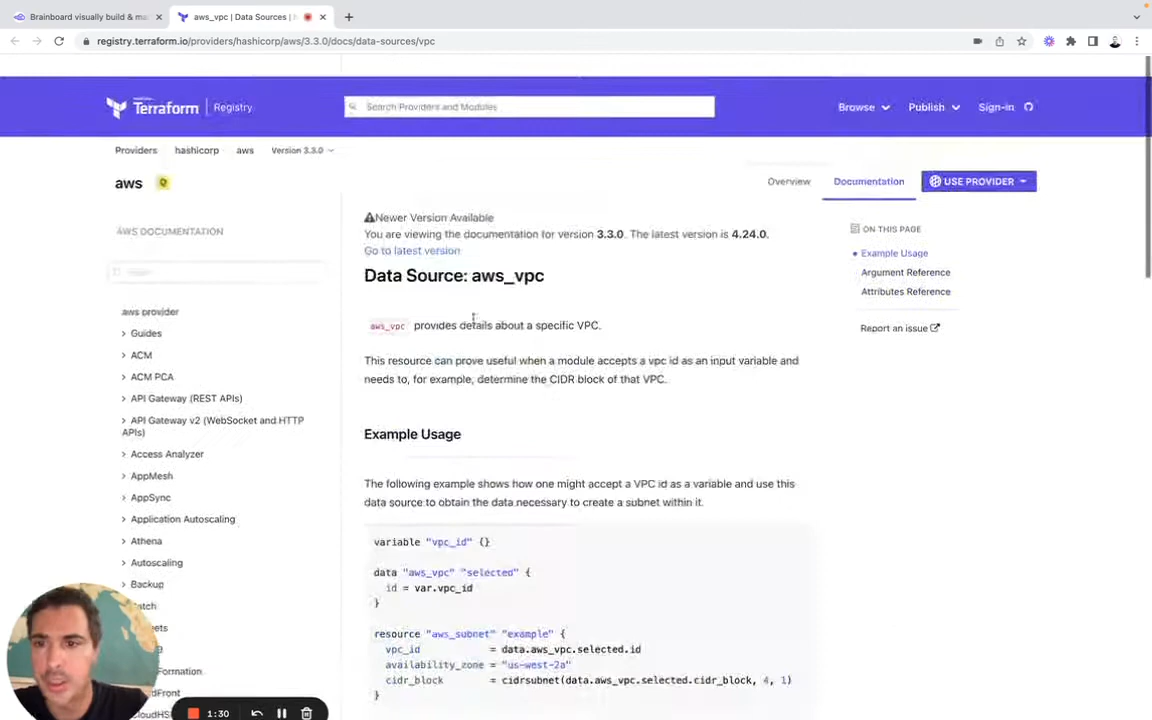 Brainboard visually build & ma
aws_vpc | Data Sources |
registry.terraform.io/providers/hashicorp/aws/3.3.0/docs/data-sources/vpc
Terraform Registry
Search Providers and Modules
Browse
Publish
Sign-in
Providers
hashicorp
aws
Version 3.3.0
aws
Overview
Documentation
USE PROVIDER
AWS DOCUMENTATION
aws provider
Guides
ACM
ACM PCA
API Gateway (REST APIs)
API Gateway v2 (WebSocket and HTTP
APIs)
Access Analyzer
AppMesh
AppSync
Application Autoscaling
Athena
Autoscaling
Backup
Newer Version Available
You are viewing the documentation for version 3.3.0. The latest version is 4.24.0.
Go to latest version
Data Source: aws_vpc
aws_vpc provides details about a specific VPC.
This resource can prove useful when a module accepts a vpc id as an input variable and
needs to, for example, determine the CIDR block of that VPC.
Example Usage
The following example shows how one might accept a VPC id as a variable and use this
data source to obtain the data necessary to create a subnet within it.
variable "vpc_id" {}
data "aws_vpc" "selected" {
id = var.vpc_id
}
resource "aws_subnet" "example" {
vpc_id = data.aws_vpc.selected.id
availability_zone = "us-west-2a"
cidr_block = cidrsubnet(data.aws_vpc.selected.cidr_block, 4, 1)
}
ON THIS PAGE
Example Usage
Argument Reference
Attributes Reference
Report an issue
1:30